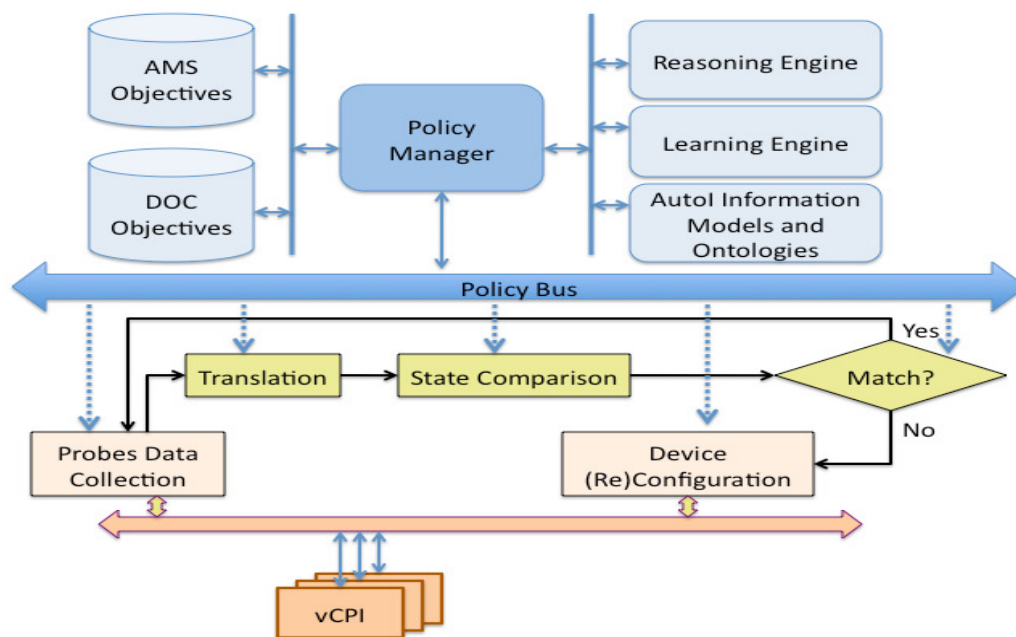 AMS
Objectives
DOC
Objectives
Policy
Manager
Reasoning Engine
Learning Engine
AutoI Information
Models and
Ontologies
Policy Bus
Yes
Translation
State Comparison
Match?
No
Probes Data
Collection
Device
(Re)Configuration
vCPI